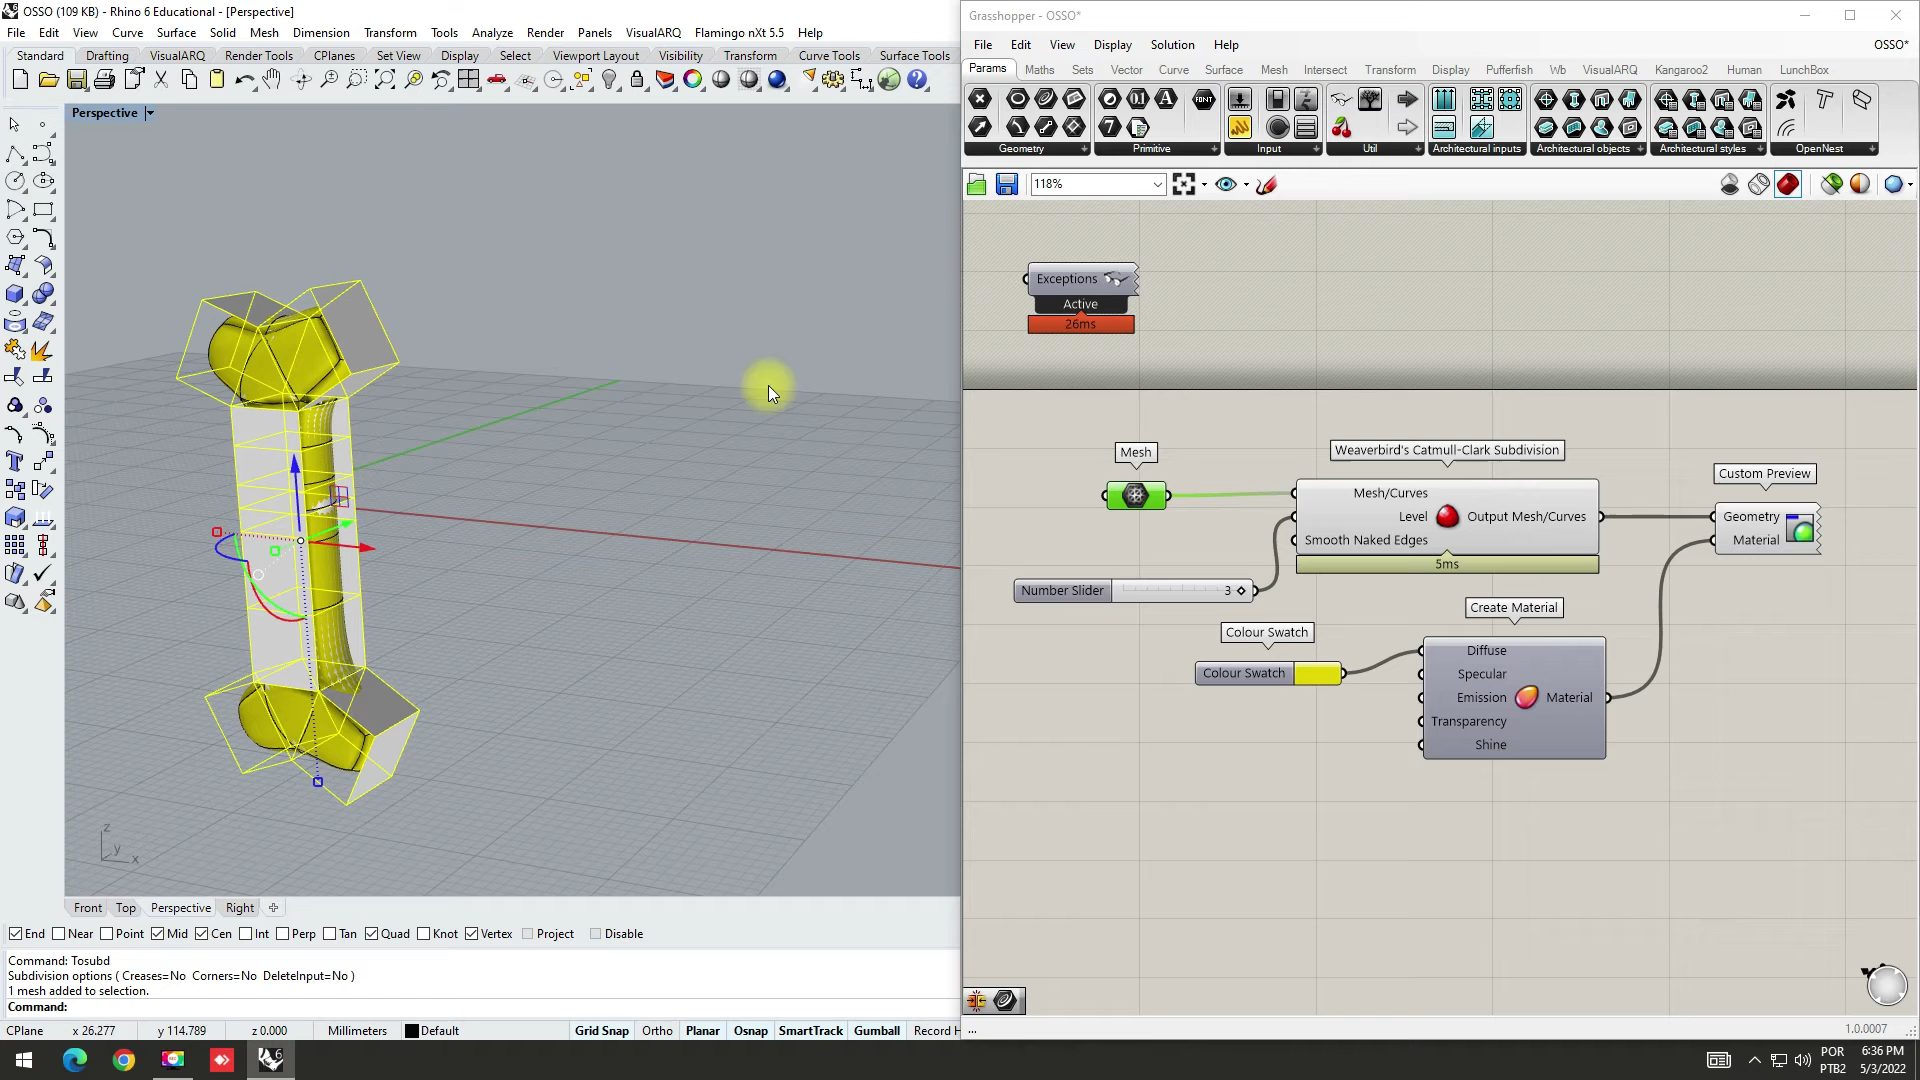 OSSO (109 KB) - Rhino 6 Educational - [Perspective]
File Edit View Curve Surface Solid Mesh Dimension Transform Tools Analyze Render Panels VisualARQ Flamingo nXt 5.5 Help
Standard Drafting VisualARQ Render Tools CPlanes Set View Display Select Viewport Layout Visibility Transform Curve Tools Surface Tools
Perspective
z
y
x
Front Top Perspective Right
End Near Point Mid Cen Int Perp Tan Quad Knot Vertex Project Disable
Command: Tosubd
Subdivision options ( Creases=No Corners=No DeleteInput=No )
1 mesh added to selection.
Command:
CPlane x 26.277 y 114.789 z 0.000 Millimeters Default Grid Snap Ortho Planar Osnap SmartTrack Gumball Record H
Grasshopper - OSSO*
File Edit View Display Solution Help OSSO*
Params Maths Sets Vector Curve Surface Mesh Intersect Transform Display Pufferfish Wb VisualARQ Kangaroo2 Human LunchBox
Geometry Primitive Input Util Architectural inputs Architectural objects Architectural styles OpenNest
118%
Exceptions
Active
26ms
Mesh
Weaverbird's Catmull-Clark Subdivision
Custom Preview
Mesh/Curves
Level Output Mesh/Curves
Smooth Naked Edges
5ms
Geometry
Material
Number Slider 3
Create Material
Colour Swatch
Colour Swatch
Diffuse
Specular
Emission Material
Transparency
Shine
...
1.0.0007
POR
PTB2
6:36 PM
5/3/2022